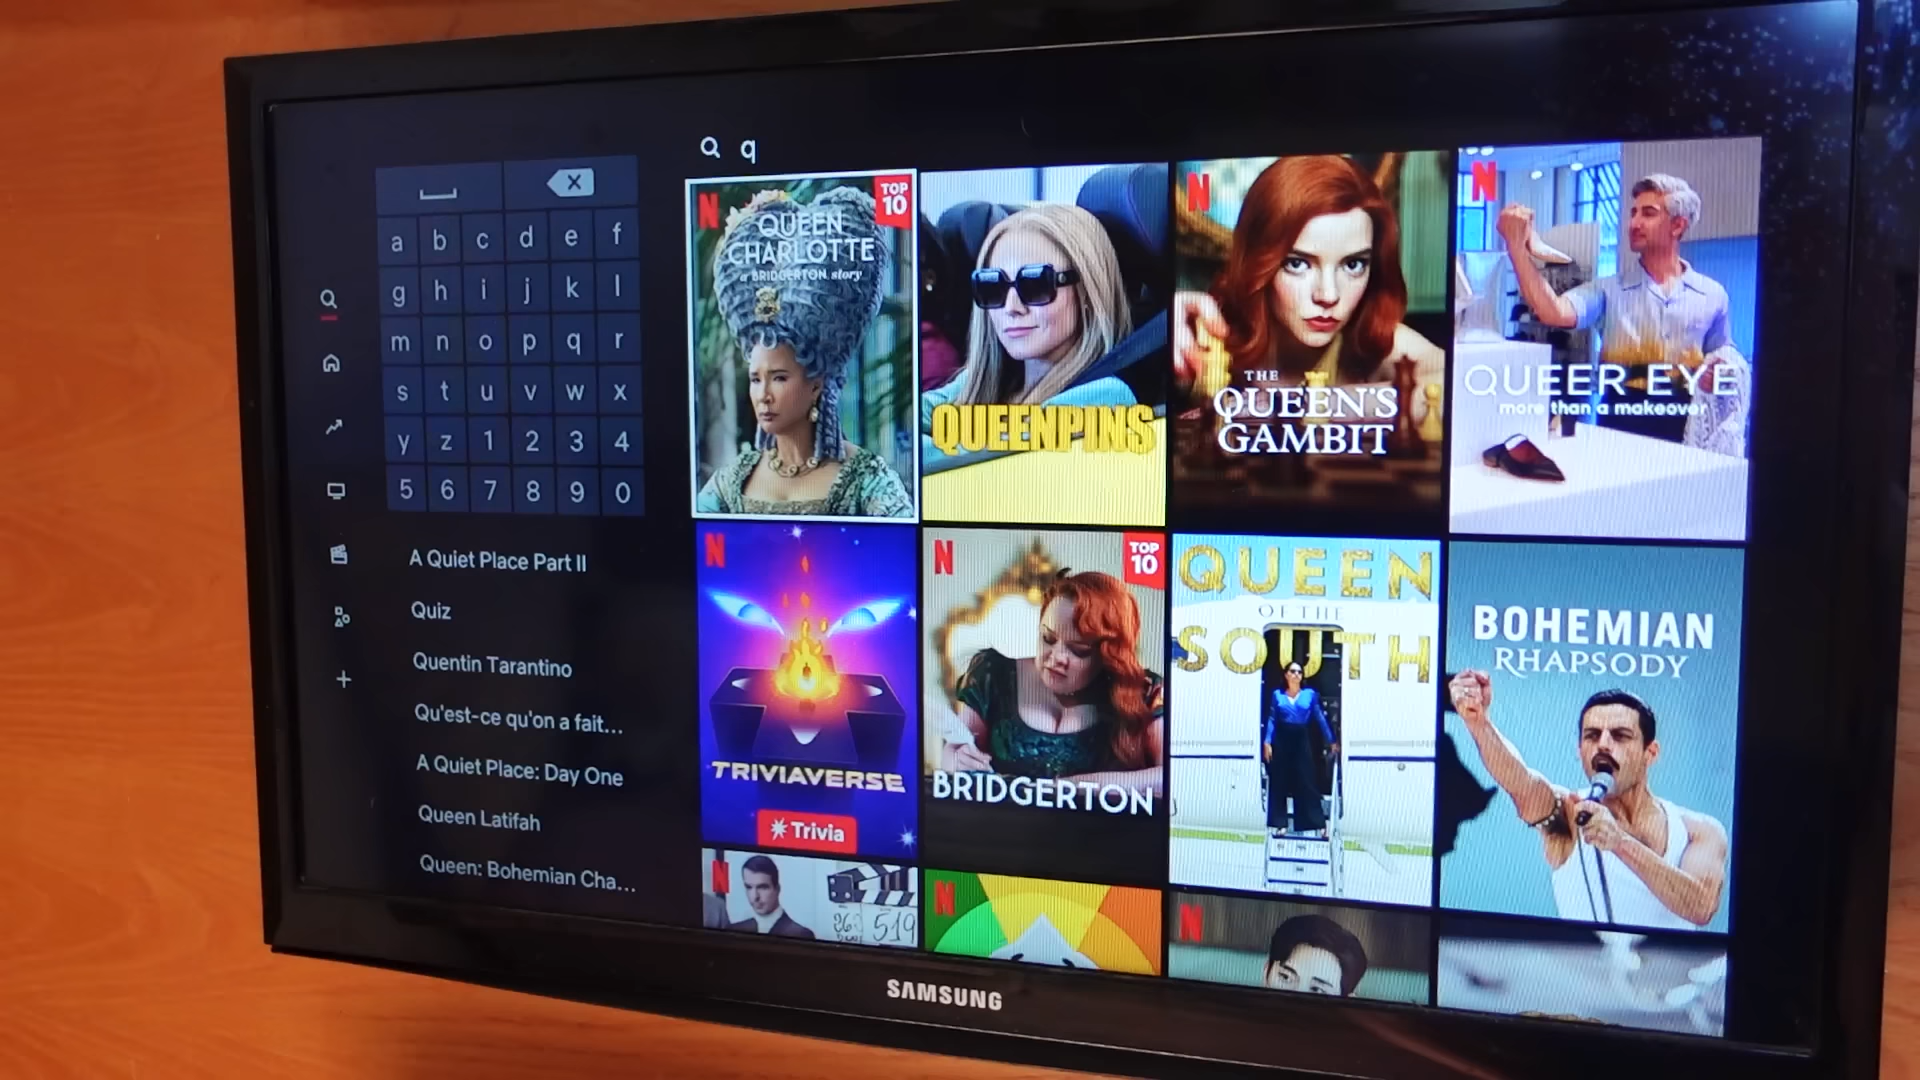 q
a b c d e f
g h i j k l
m n o p q r
s t u v w x
y z 1 2 3 4
5 6 7 8 9 0
A Quiet Place Part II
Quiz
Quentin Tarantino
Qu'est-ce qu'on a fait...
A Quiet Place: Day One
Queen Latifah
Queen: Bohemian Cha...
N
TOP
10
QUEEN
CHARLOTTE
a BRIDGERTON story
QUEENPINS
N
THE
QUEEN'S
GAMBIT
N
QUEER EYE
more than a makeover
N
TRIVIAVERSE
Trivia
N
TOP
10
BRIDGERTON
QUEEN
OF THE
SOUTH
BOHEMIAN
RHAPSODY
N
519
N
N
SAMSUNG